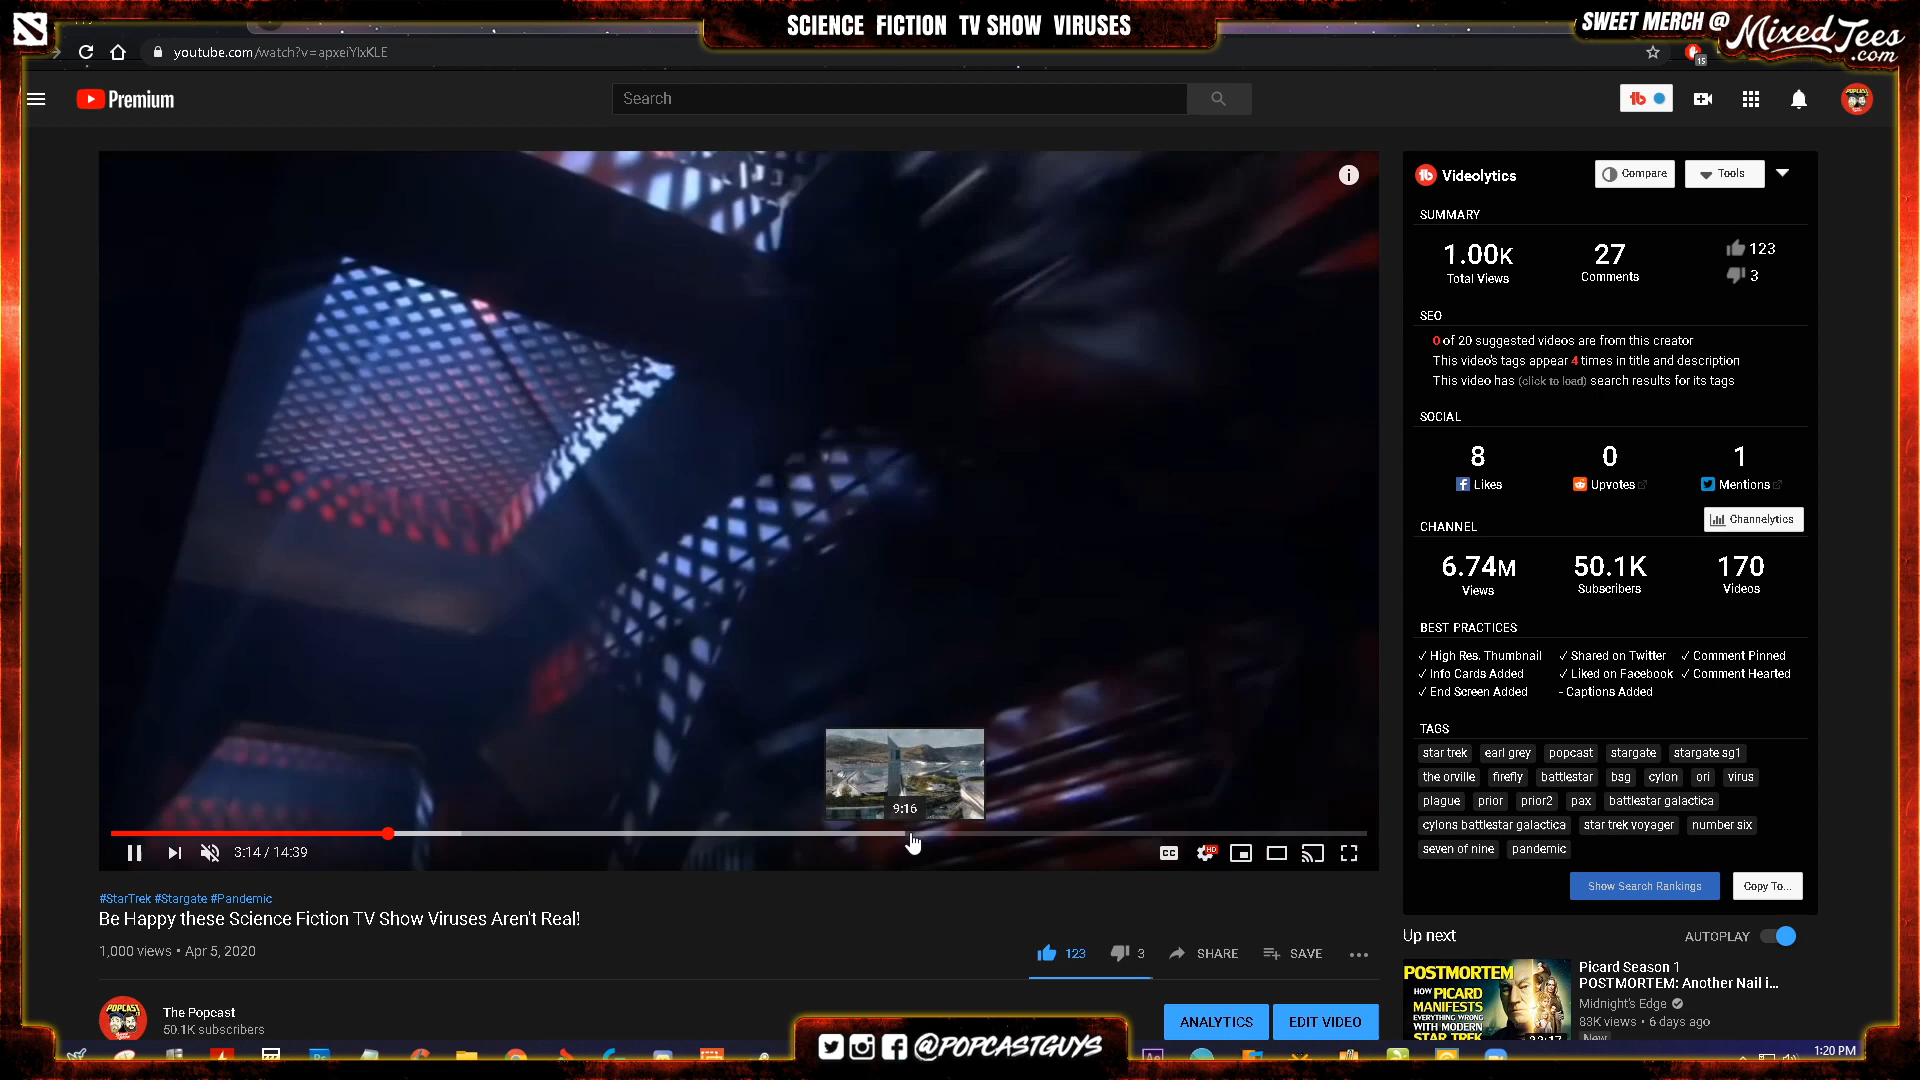 SCIENCE FICTION TV SHOW VIRUSES
SWEET MERCH @
MixedTees
.com
youtube.com/watch?v=apxeiYlxKLE
15
Premium
Search
Videolytics
Compare
Tools
SUMMARY
1.00K
Total Views
27
Comments
123
3
SEO
0 of 20 suggested videos are from this creator
This video's tags appear 4 times in title and description
This video has (click to load) search results for its tags
SOCIAL
8
Likes
0
Upvotes
1
Mentions
CHANNEL
Channelytics
6.74M
Views
50.1K
Subscribers
170
Videos
BEST PRACTICES
✓ High Res. Thumbnail ✓ Shared on Twitter ✓ Comment Pinned
✓ Info Cards Added ✓ Liked on Facebook ✓ Comment Hearted
✓ End Screen Added - Captions Added
TAGS
star trek earl grey popcast stargate stargate sg1
the orville firefly battlestar bsg cylon ori virus
plague prior prior2 pax battlestar galactica
cylons battlestar galactica star trek voyager number six
seven of nine pandemic
Show Search Rankings
Copy To...
9:16
3:14 / 14:39
CC
HD
#StarTrek #Stargate #Pandemic
Be Happy these Science Fiction TV Show Viruses Aren't Real!
1,000 views • Apr 5, 2020
123
3
SHARE
SAVE
POPCAST
The Popcast
50.1K subscribers
ANALYTICS
EDIT VIDEO
Up next
AUTOPLAY
POSTMORTEM
HOW PICARD
MANIFESTS
EVERYTHING WRONG
WITH MODERN
STAR TREK
Picard Season 1
POSTMORTEM: Another Nail i...
Midnight's Edge
83K views • 6 days ago
New
@POPCASTGUYS
1:20 PM